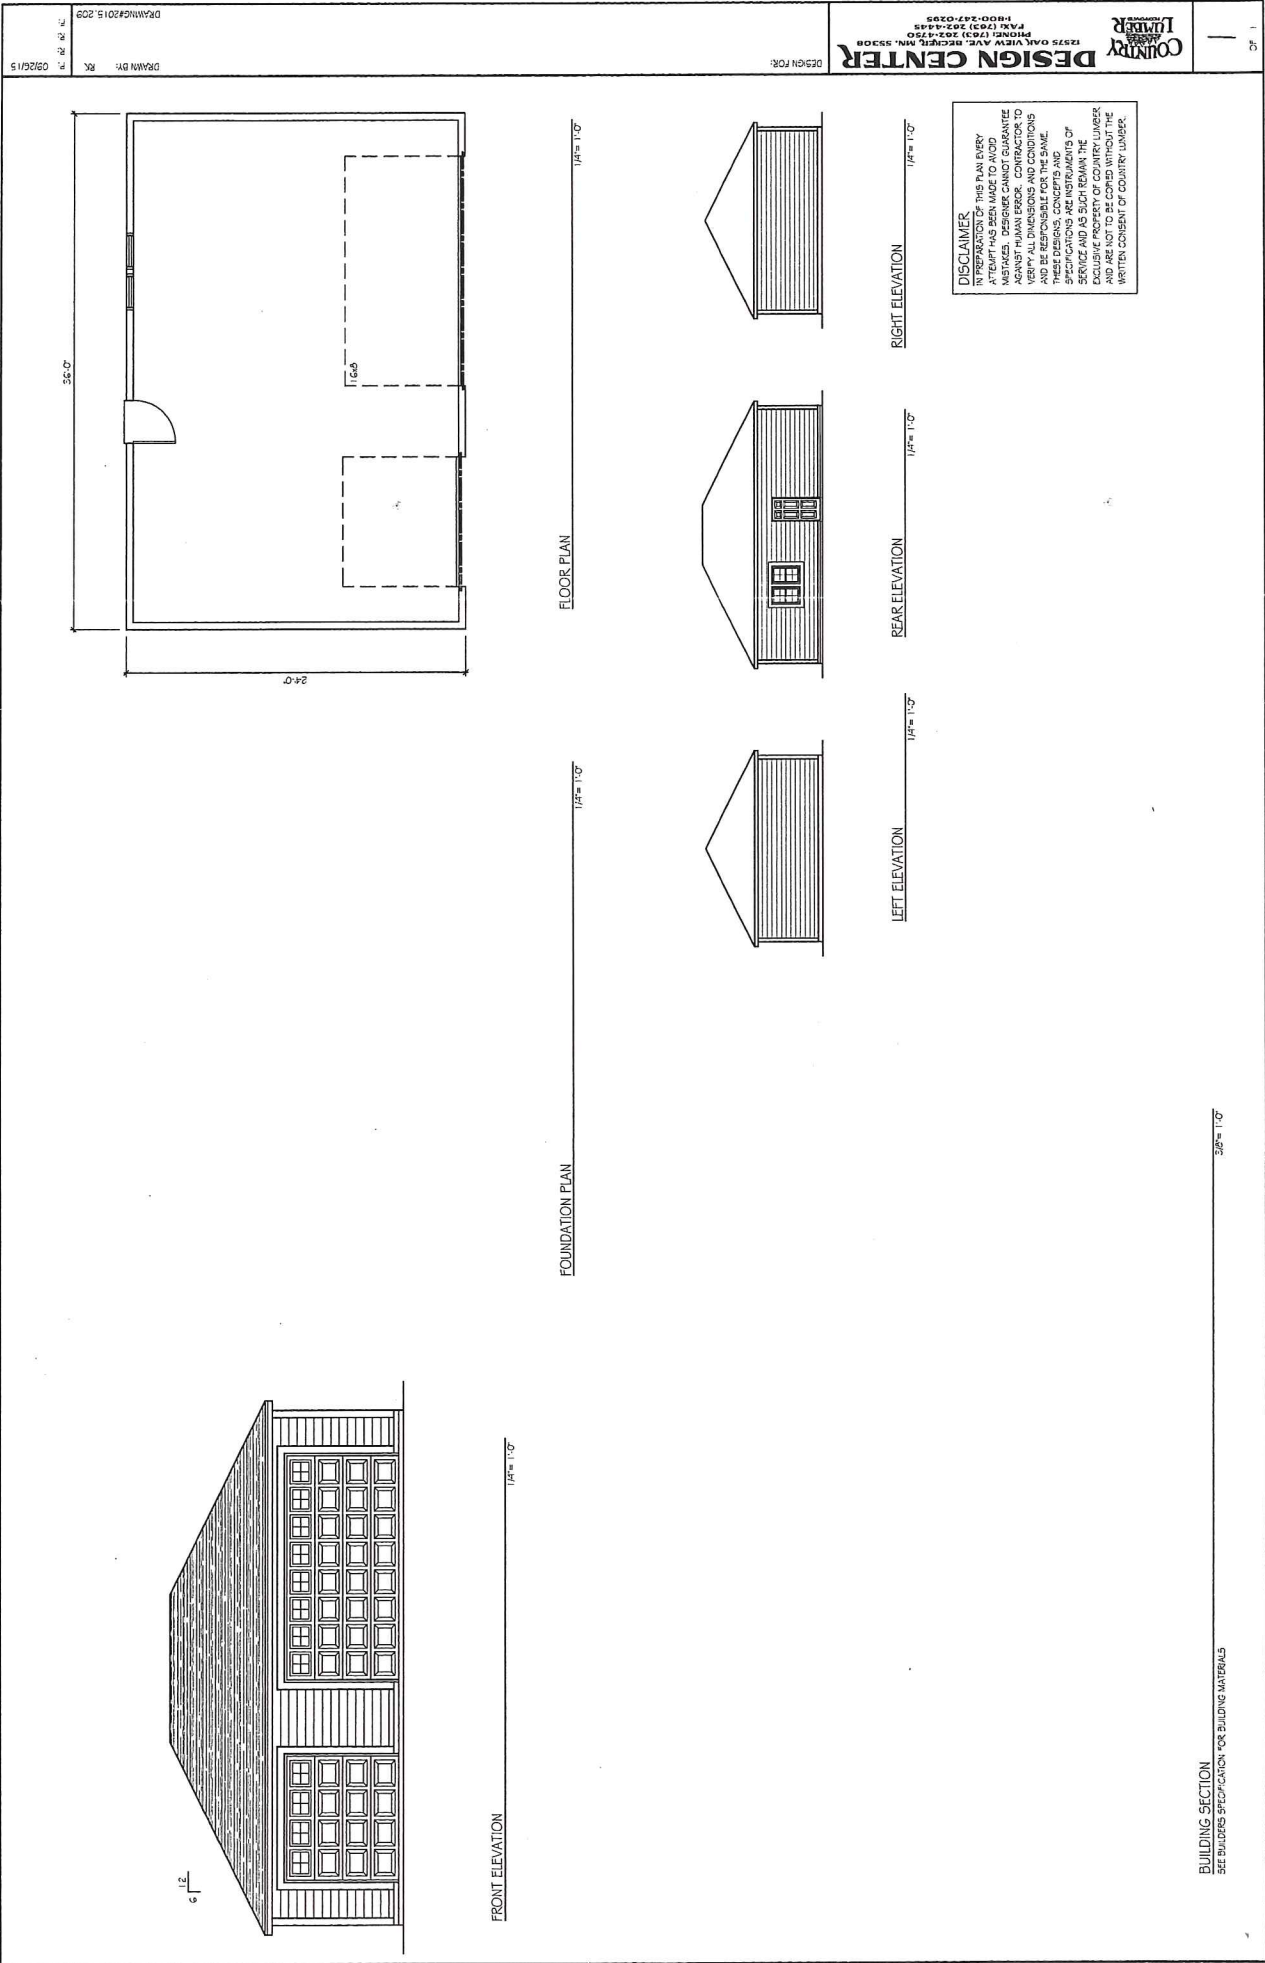 6
12
FRONT ELEVATION
1/4"= 1'-0"
FOUNDATION PLAN
1/4"= 1'-0"
36'-0"
24'-0"
16x8
FLOOR PLAN
1/4"= 1'-0"
LEFT ELEVATION
1/4"= 1'-0"
REAR ELEVATION
1/4"= 1'-0"
RIGHT ELEVATION
1/4"= 1'-0"
BUILDING SECTION
3/8"= 1'-0"
SEE BUILDERS SPECIFICATION FOR BUILDING MATERIALS
DISCLAIMER
IN PREPARATION OF THIS PLAN EVERY
ATTEMPT HAS BEEN MADE TO AVOID
MISTAKES. DESIGNER CANNOT GUARANTEE
AGAINST HUMAN ERROR. CONTRACTOR TO
VERIFY ALL DIMENSIONS AND CONDITIONS
AND BE RESPONSIBLE FOR THE SAME.
THESE DESIGNS, CONCEPTS AND
SPECIFICATIONS ARE INSTRUMENTS OF
SERVICE AND AS SUCH REMAIN THE
EXCLUSIVE PROPERTY OF COUNTRY LUMBER
AND ARE NOT TO BE COPIED WITHOUT THE
WRITTEN CONSENT OF COUNTRY LUMBER.
1
OF 1
COUNTRY
LUMBER
DESIGN CENTER
12575 OAK VIEW AVE. BECKER, MN. 55308
PHONE: (763) 262-4750
FAX: (763) 262-4445
1-800-247-0295
DESIGN FOR:
DRAWN BY: RK
DRAWING#2015.209
P. 09/26/15
R.
R.
F.